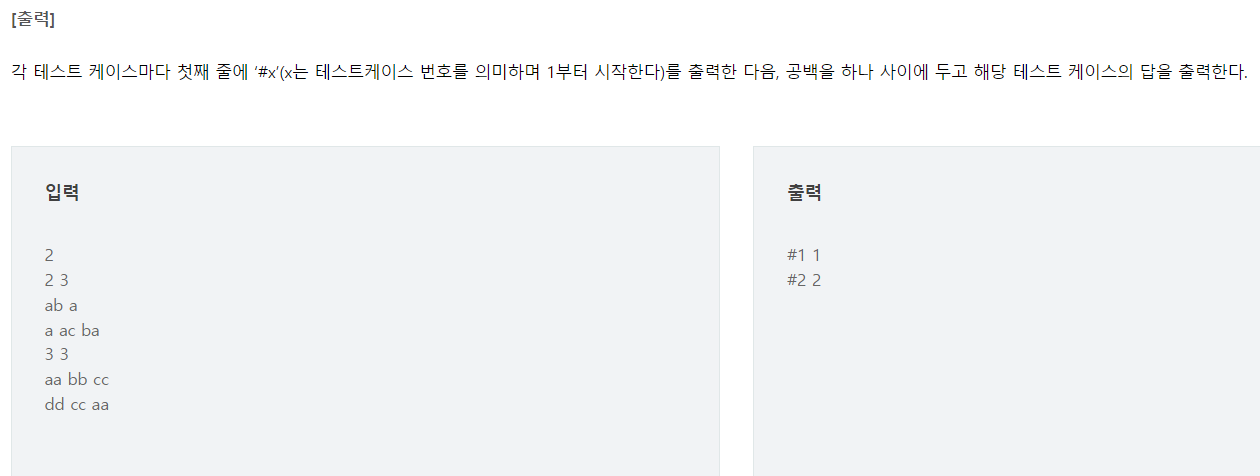 [출력]
각 테스트 케이스마다 첫째 줄에 ‘#x’(x는 테스트케이스 번호를 의미하며 1부터 시작한다)를 출력한 다음, 공백을 하나 사이에 두고 해당 테스트 케이스의 답을 출력한다.
입력
2
2 3
ab a
a ac ba
3 3
aa bb cc
dd cc aa
출력
#1 1
#2 2